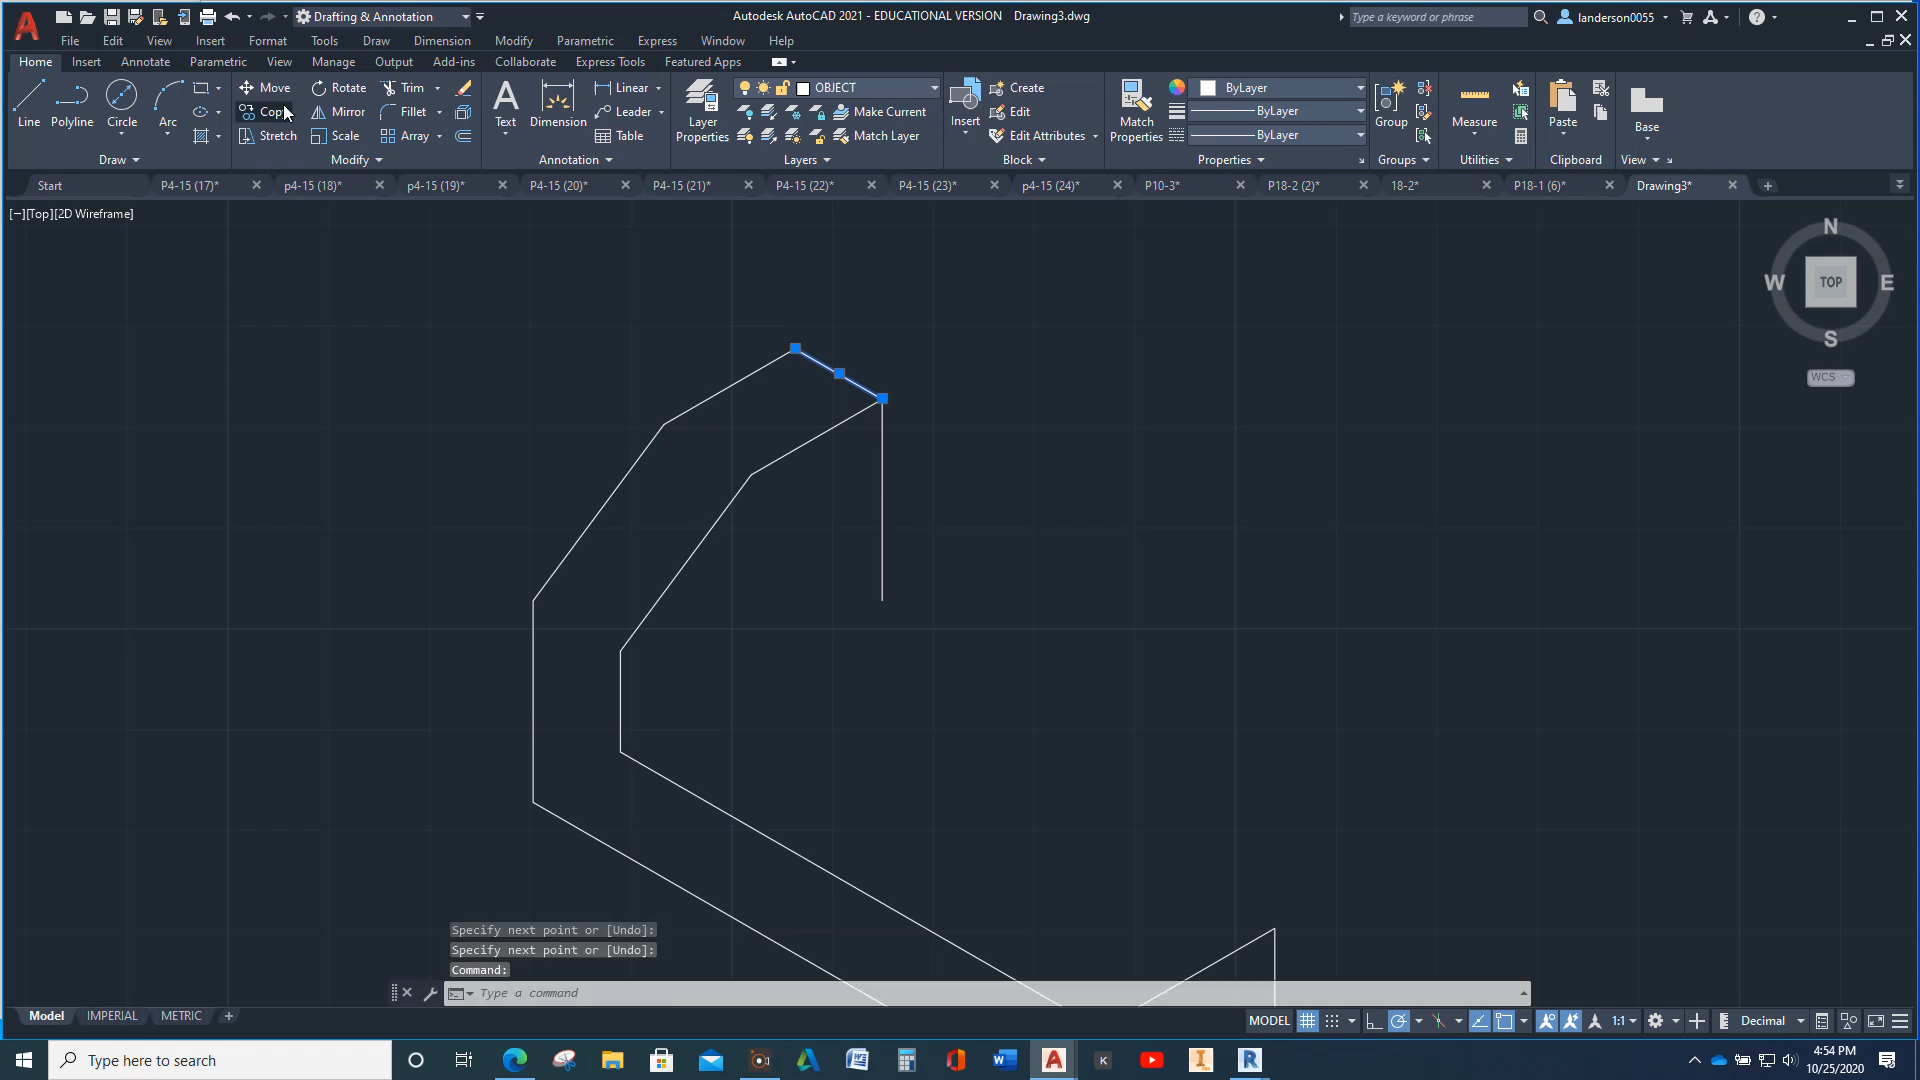 Drafting & Annotation
Autodesk AutoCAD 2021 - EDUCATIONAL VERSION Drawing3.dwg
Type a keyword or phrase
landerson0055
File Edit View Insert Format Tools Draw Dimension Modify Parametric Express Window Help
Home Insert Annotate Parametric View Manage Output Add-ins Collaborate Express Tools Featured Apps
Move Rotate Trim Linear OBJECT Create ByLayer
Copy Mirror Fillet Leader Make Current Edit ByLayer
Line Polyline Circle Arc Text Dimension Layer Properties Insert Match Properties Group Measure Paste Base
Stretch Scale Array Table Match Layer Edit Attributes ByLayer
Draw Modify Annotation Layers Block Properties Groups Utilities Clipboard View
Start P4-15 (17)* p4-15 (18)* p4-15 (19)* P4-15 (20)* P4-15 (21)* P4-15 (22)* P4-15 (23)* p4-15 (24)* P10-3* P18-2 (2)* 18-2* P18-1 (6)* Drawing3*
[−][Top][2D Wireframe]
N
W TOP E
S
WCS
Specify next point or [Undo]:
Specify next point or [Undo]:
Command:
Type a command
Model IMPERIAL METRIC
MODEL 1:1 Decimal
Type here to search
4:54 PM
10/25/2020